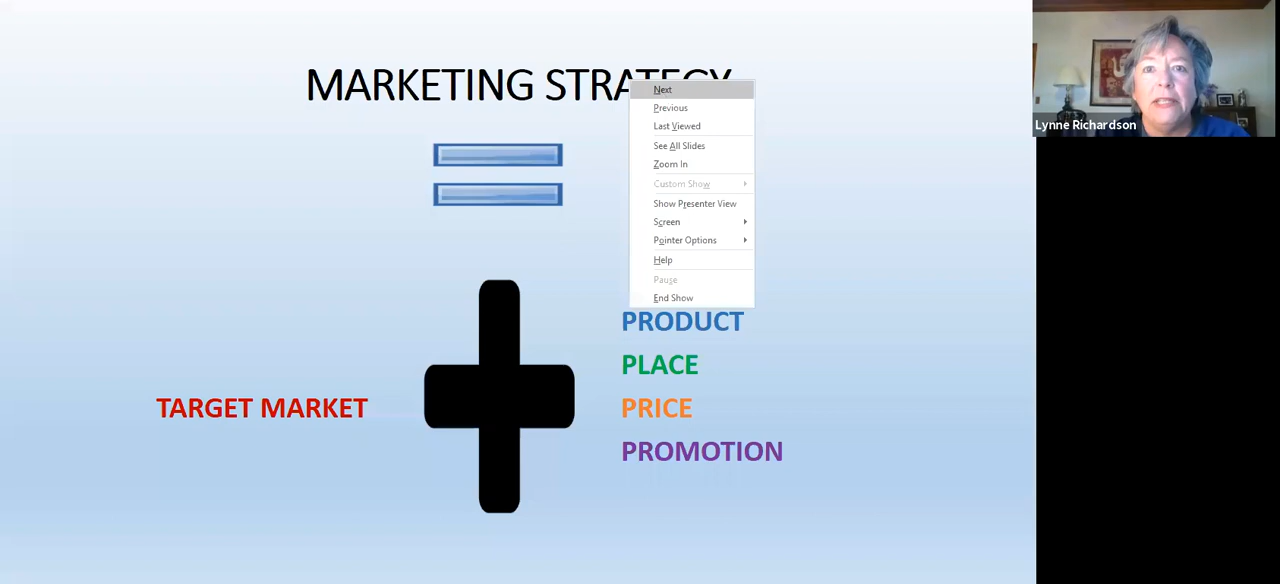 MARKETING STRATEGY
Next
Previous
Last Viewed
See All Slides
Zoom In
Custom Show
Show Presenter View
Screen
Pointer Options
Help
Pause
End Show
PRODUCT
PLACE
TARGET MARKET
PRICE
PROMOTION
Lynne Richardson